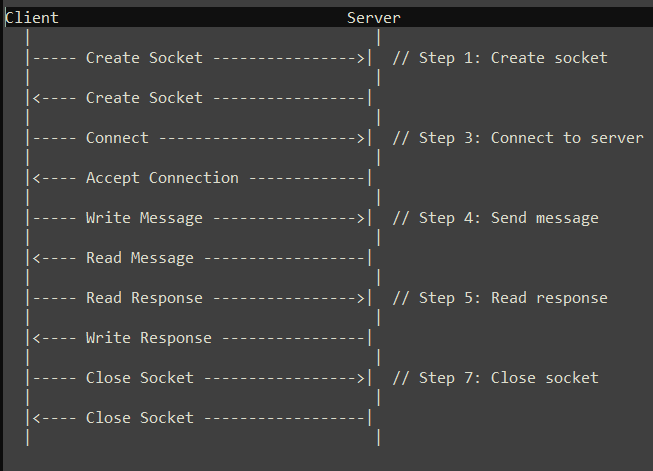 Client                                Server
  |                                      |
  |----- Create Socket ---------------->|  // Step 1: Create socket
  |                                      |
  |<---- Create Socket -----------------|
  |                                      |
  |----- Connect ---------------------->|  // Step 3: Connect to server
  |                                      |
  |<---- Accept Connection -------------|
  |                                      |
  |----- Write Message ---------------->|  // Step 4: Send message
  |                                      |
  |<---- Read Message ------------------|
  |                                      |
  |----- Read Response ---------------->|  // Step 5: Read response
  |                                      |
  |<---- Write Response ----------------|
  |                                      |
  |----- Close Socket ----------------->|  // Step 7: Close socket
  |                                      |
  |<---- Close Socket ------------------|
  |                                      |